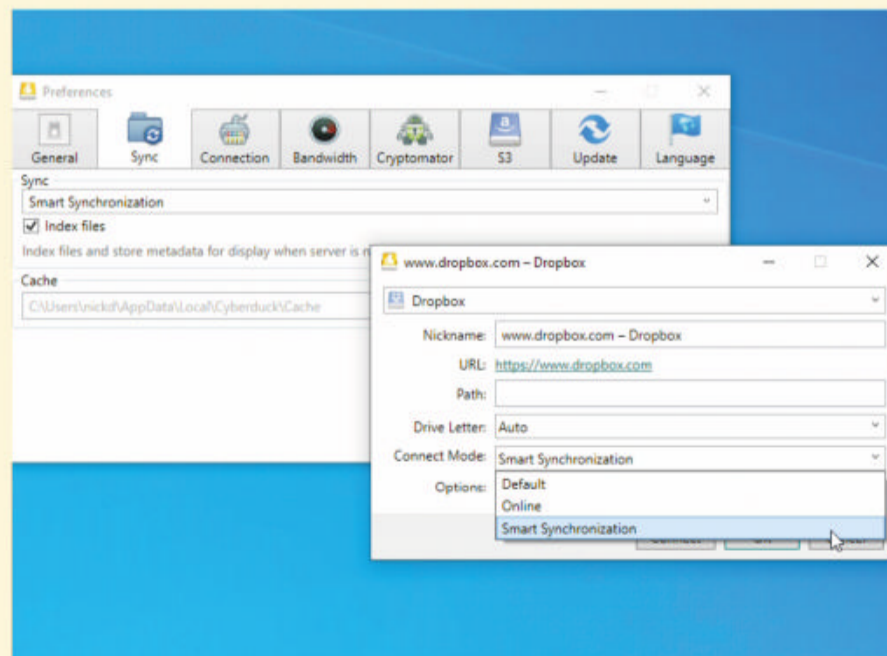 Preferences
General Sync Connection Bandwidth Cryptomator S3 Update Language
Sync
Smart Synchronization
Index files
Index files and store metadata for display when server is
Cache
C:\Users\nickd\AppData\Local\Cyberduck\Cache
www.dropbox.com – Dropbox
Dropbox
Nickname: www.dropbox.com – Dropbox
URL: https://www.dropbox.com
Path:
Drive Letter: Auto
Connect Mode: Smart Synchronization
Options: Default
Online
Smart Synchronization